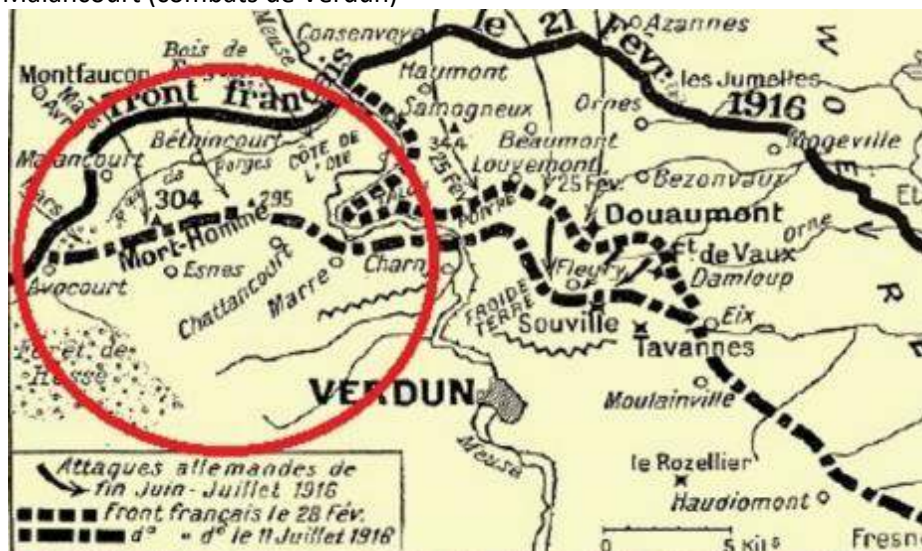 Malancourt (combats de Verdun)
Consenvoye
le 21 Févr. 1916
Azannes
Bois de
Meuse
Haumont
les Jumelles
Montfaucon
front français
Samogneux
Ornes
W O E
Béthincourt
Forges
CÔTE DE
L'OIE
344
Beaumont
Mogeville
Malancourt
Louvemont
25 Fév.
25 Fév.
Bezonvaux
304
295
Mort-Homme
Douaumont
Orne
Esnes
Ft. de Vaux
Avocourt
Chattancourt
Marre
Charny
Fleury
Damloup
R
FROIDE
TERRE
Souville
Eix
Tavannes
Forêt de
Hesse
VERDUN
Moulainville
Meuse
le Rozellier
Haudiomont
Attaques allemandes de
fin Juin - Juillet 1916
Front français le 28 Fév.
do " do le 11 Juillet 1916
0 5 Kils
Fresn